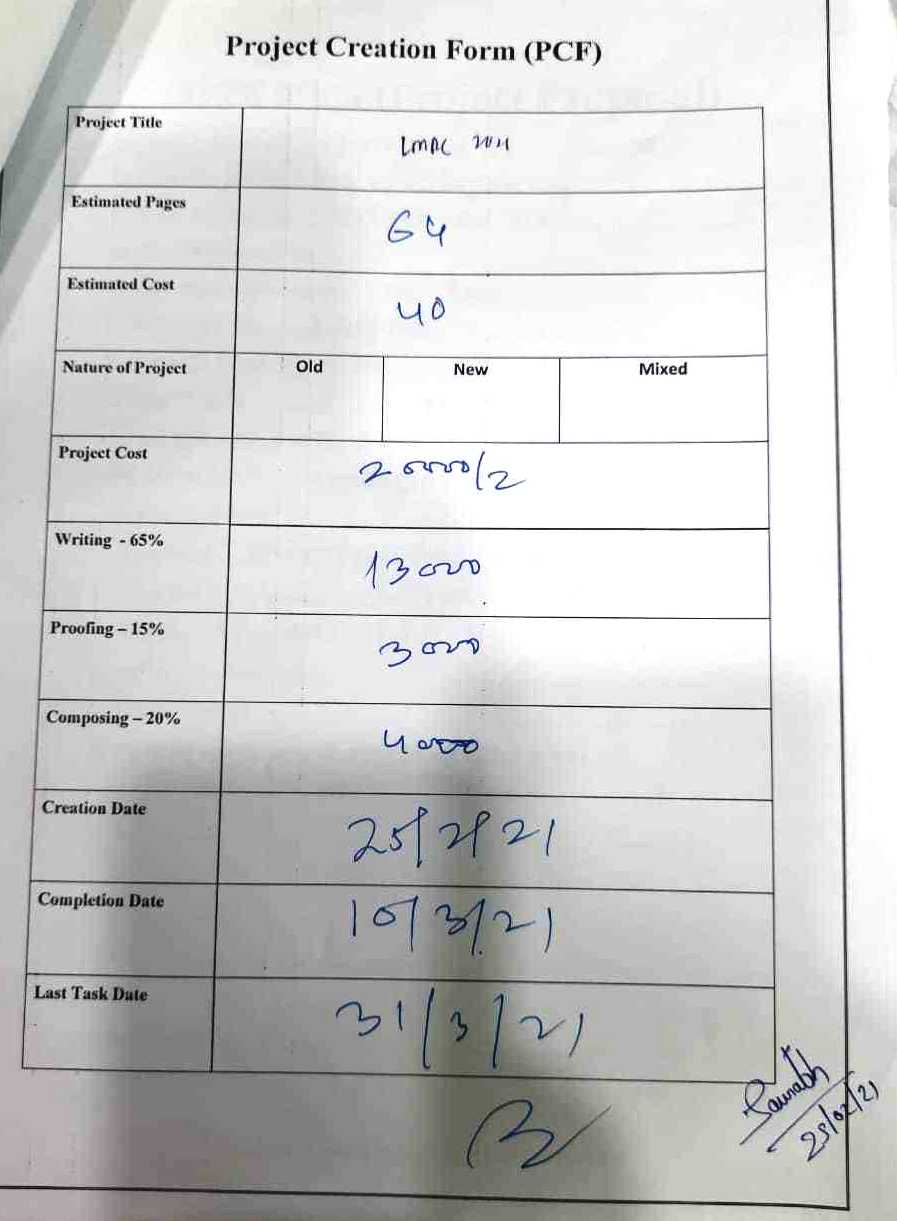 Project Creation Form (PCF)
Project Title
LMRC 2021
Estimated Pages
64
Estimated Cost
40
Nature of Project Old New Mixed
Project Cost
20000/2
Writing - 65%
13000
Proofing – 15%
3000
Composing – 20%
4000
Creation Date
25/2/21
Completion Date
10/3/21
Last Task Date
31/3/21
Saurabh
25/02/21